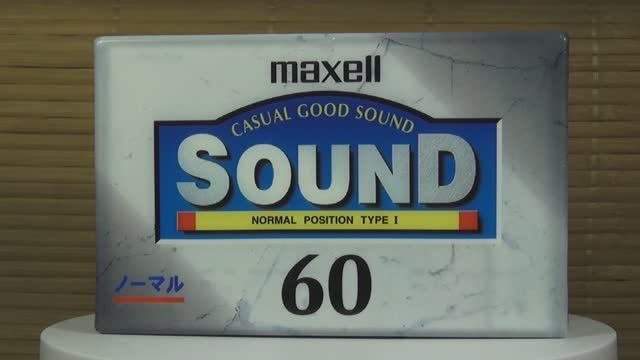 maxell
CASUAL GOOD SOUND
SOUND
NORMAL POSITION TYPE I
60
ノーマル